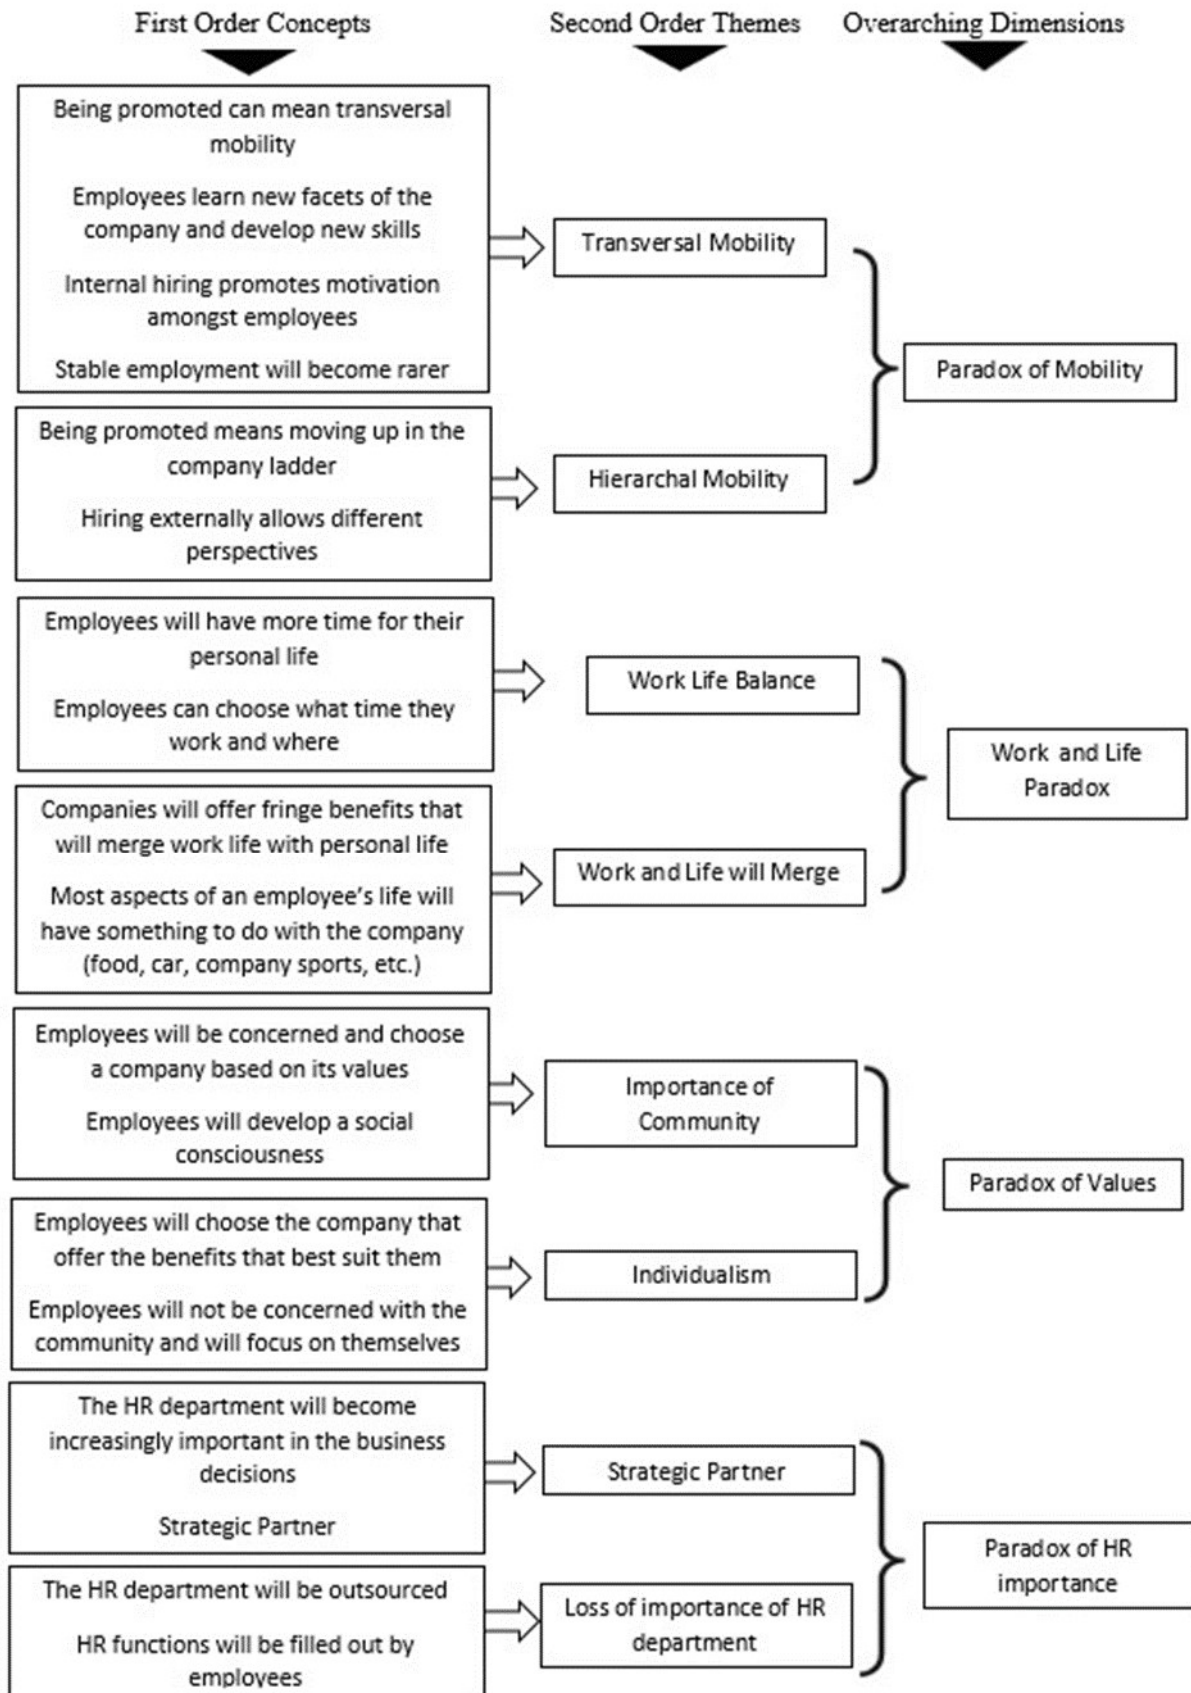 First Order Concepts
Second Order Themes
Overarching Dimensions
Being promoted can mean transversal
mobility
Employees learn new facets of the
company and develop new skills
Internal hiring promotes motivation
amongst employees
Stable employment will become rarer
Transversal Mobility
Being promoted means moving up in the
company ladder
Hiring externally allows different
perspectives
Hierarchal Mobility
Paradox of Mobility
Employees will have more time for their
personal life
Employees can choose what time they
work and where
Work Life Balance
Companies will offer fringe benefits that
will merge work life with personal life
Most aspects of an employee’s life will
have something to do with the company
(food, car, company sports, etc.)
Work and Life will Merge
Work and Life
Paradox
Employees will be concerned and choose
a company based on its values
Employees will develop a social
consciousness
Importance of
Community
Employees will choose the company that
offer the benefits that best suit them
Employees will not be concerned with the
community and will focus on themselves
Individualism
Paradox of Values
The HR department will become
increasingly important in the business
decisions
Strategic Partner
Strategic Partner
The HR department will be outsourced
HR functions will be filled out by
employees
Loss of importance of HR
department
Paradox of HR
importance